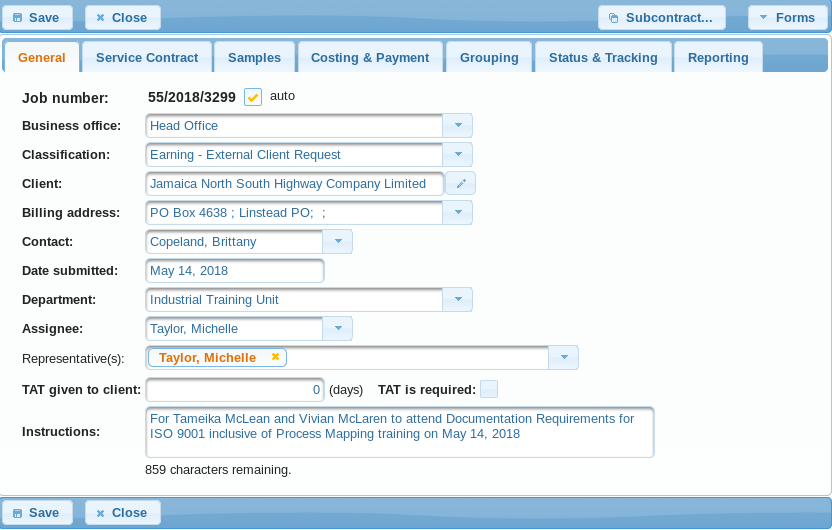 Save Close Subcontract... Forms
General Service Contract Samples Costing & Payment Grouping Status & Tracking Reporting
Job number: 55/2018/3299 auto
Business office: Head Office
Classification: Earning - External Client Request
Client: Jamaica North South Highway Company Limited
Billing address: PO Box 4638 ; Linstead PO;  ;
Contact: Copeland, Brittany
Date submitted: May 14, 2018
Department: Industrial Training Unit
Assignee: Taylor, Michelle
Representative(s): Taylor, Michelle
TAT given to client: 0 (days) TAT is required:
Instructions: For Tameika McLean and Vivian McLaren to attend Documentation Requirements for
ISO 9001 inclusive of Process Mapping training on May 14, 2018
859 characters remaining.
Save Close